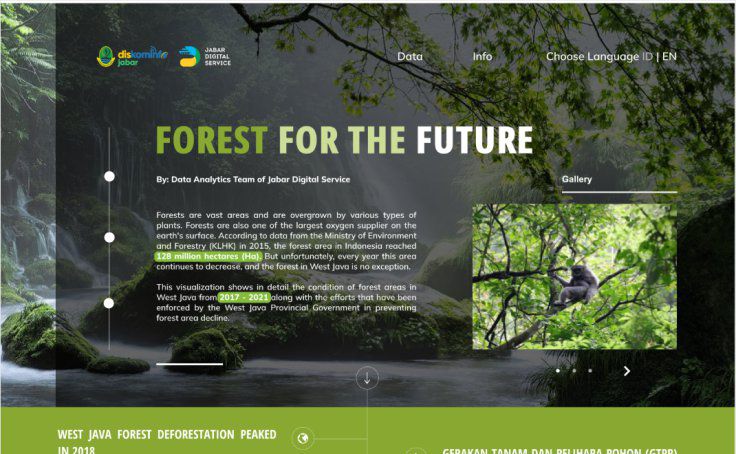 diskominfo
jabar
JABAR
DIGITAL
SERVICE
Data
Info
Choose Language ID | EN
FOREST FOR THE FUTURE
By: Data Analytics Team of Jabar Digital Service
Gallery
Forests are vast areas and are overgrown by various types of
plants. Forests are also one of the largest oxygen supplier on the
earth's surface. According to data from the Ministry of Environment
and Forestry (KLHK) in 2015, the forest area in Indonesia reached
128 million hectares (Ha). But unfortunately, every year this area
continues to decrease, and the forest in West Java is no exception.
This visualization shows in detail the condition of forest areas in
West Java from 2017 - 2021 along with the efforts that have been
enforced by the West Java Provincial Government in preventing
forest area decline.
WEST JAVA FOREST DEFORESTATION PEAKED
IN 2018
GERAKAN TANAM DAN PELIHARA POHON (GTPP)